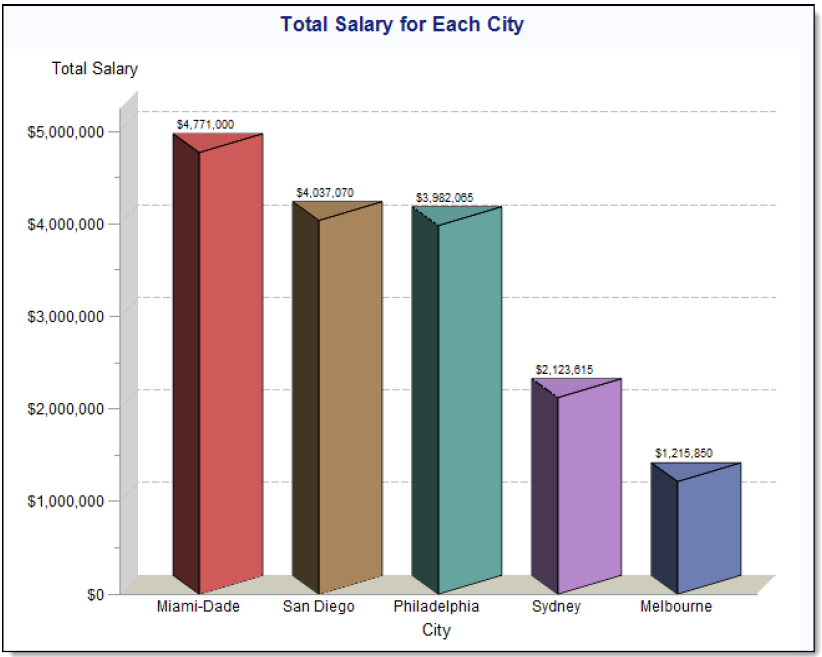 Total Salary for Each City
Total Salary
$5,000,000
$4,000,000
$3,000,000
$2,000,000
$1,000,000
$0
$4,771,000
$4,037,070
$3,982,065
$2,123,615
$1,215,850
Miami-Dade San Diego Philadelphia Sydney Melbourne
City